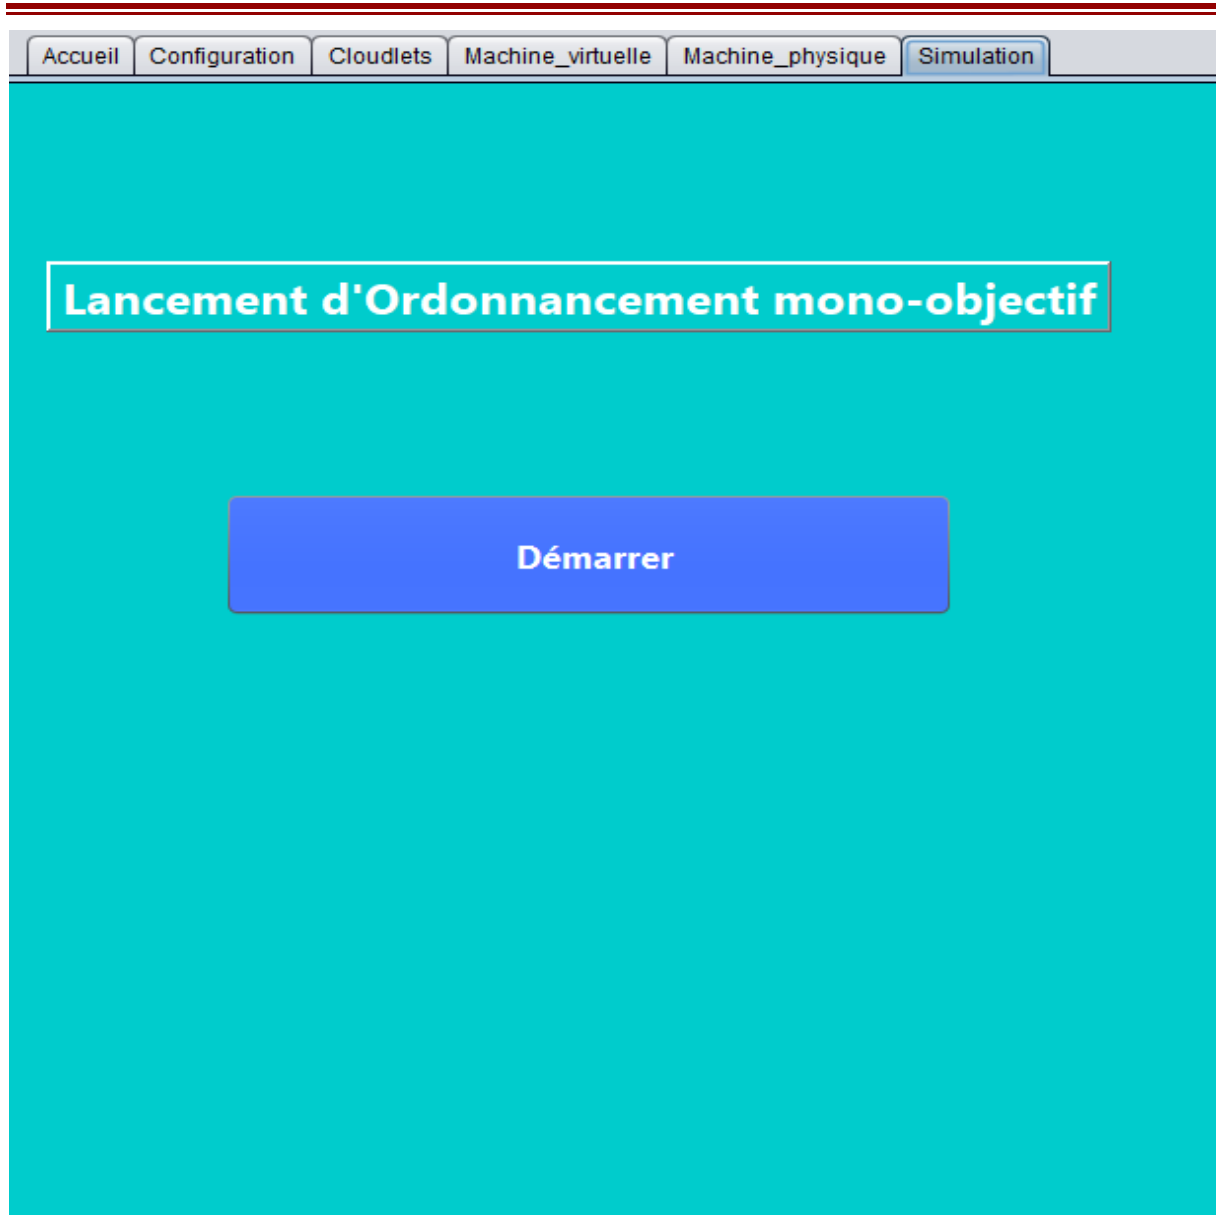 Accueil Configuration Cloudlets Machine_virtuelle Machine_physique Simulation
Lancement d'Ordonnancement mono-objectif
Démarrer